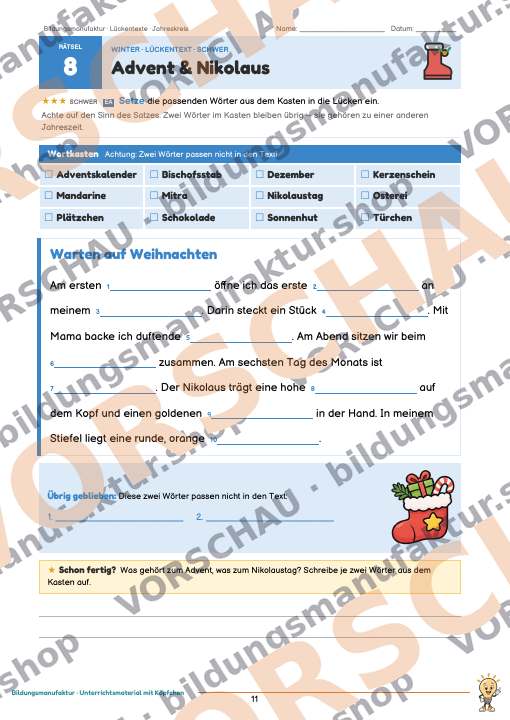 Bildungsmanufaktur · Lückentexte · Jahreskreis Name: Datum:
RÄTSEL
8
WINTER · LÜCKENTEXT · SCHWER
Advent & Nikolaus
★★★ SCHWER EA Setze die passenden Wörter aus dem Kasten in die Lücken ein.
Achte auf den Sinn des Satzes. Zwei Wörter im Kasten bleiben übrig – sie gehören zu einer anderen
Jahreszeit.
Wortkasten Achtung: Zwei Wörter passen nicht in den Text!
Adventskalender Bischofsstab Dezember Kerzenschein
Mandarine Mitra Nikolaustag Osterei
Plätzchen Schokolade Sonnenhut Türchen
Warten auf Weihnachten
Am ersten 1 öffne ich das erste 2 an
meinem 3 . Darin steckt ein Stück 4 . Mit
Mama backe ich duftende 5 . Am Abend sitzen wir beim
6 zusammen. Am sechsten Tag des Monats ist
7 . Der Nikolaus trägt eine hohe 8 auf
dem Kopf und einen goldenen 9 in der Hand. In meinem
Stiefel liegt eine runde, orange 10 .
Übrig geblieben: Diese zwei Wörter passen nicht in den Text:
1. 2.
★ Schon fertig? Was gehört zum Advent, was zum Nikolaustag? Schreibe je zwei Wörter aus dem
Kasten auf.
Bildungsmanufaktur · Unterrichtsmaterial mit Köpfchen
11
VORSCHAU · bildungsmanufaktur.shop
VORSCHAU